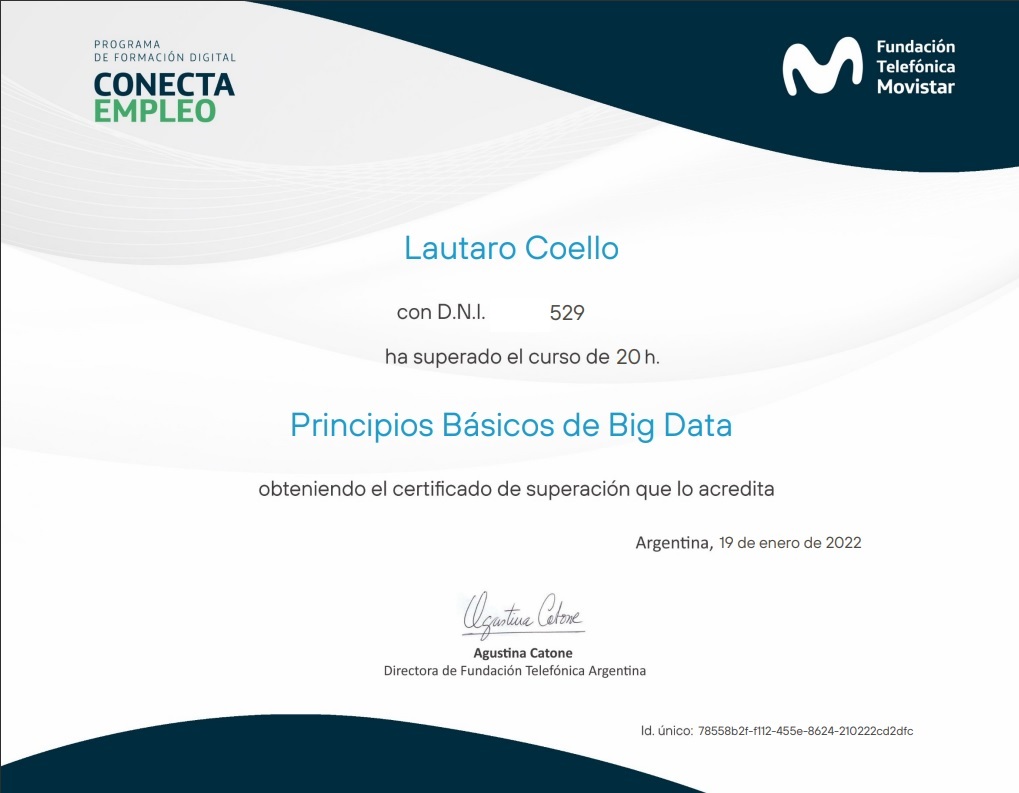 PROGRAMA
DE FORMACIÓN DIGITAL
CONECTA
EMPLEO
Fundación
Telefónica
Movistar
Lautaro Coello
con D.N.I. 529
ha superado el curso de 20 h.
Principios Básicos de Big Data
obteniendo el certificado de superación que lo acredita
Argentina, 19 de enero de 2022
Agustina Catone
Agustina Catone
Directora de Fundación Telefónica Argentina
Id. único: 78558b2f-f112-455e-8624-210222cd2dfc